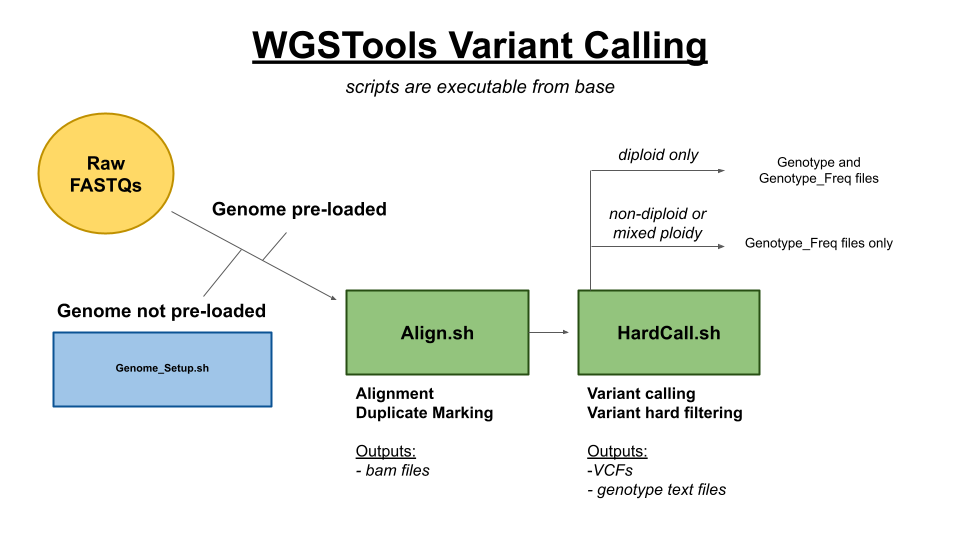 WGSTools Variant Calling
scripts are executable from base
Raw
FASTQs
Genome pre-loaded
Genome not pre-loaded
Genome_Setup.sh
Align.sh
Alignment
Duplicate Marking
Outputs:
- bam files
HardCall.sh
Variant calling
Variant hard filtering
Outputs:
-VCFs
- genotype text files
diploid only
Genotype and
Genotype_Freq files
non-diploid or
mixed ploidy
Genotype_Freq files only